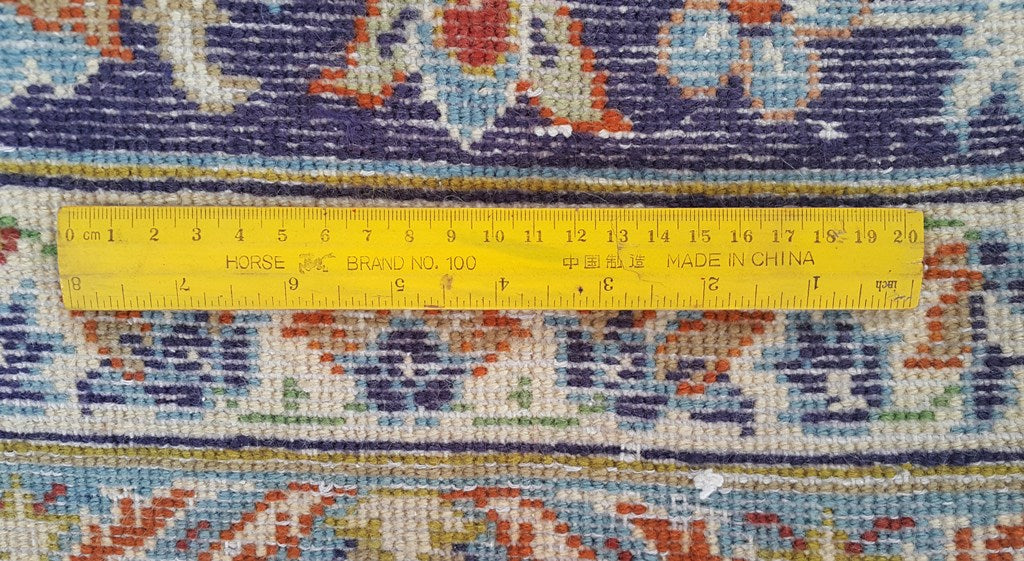 0 cm 1 2 3 4 5 6 7 8 9 10 11 12 13 14 15 16 17 18 19 20
HORSE BRAND NO. 100 中国制造 MADE IN CHINA
8 7 6 5 4 3 2 1 inch